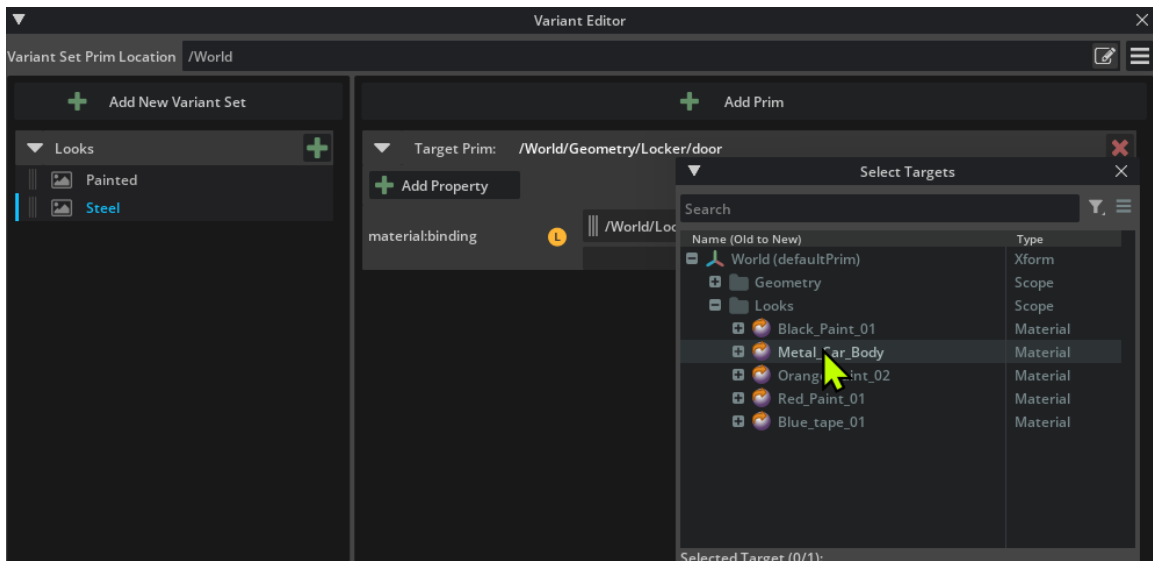 Variant Editor
Variant Set Prim Location /World
Add New Variant Set
Add Prim
Looks
Painted
Steel
Target Prim: /World/Geometry/Locker/door
Add Property
material:binding L /World/Loc
Select Targets
Search
Name (Old to New) Type
World (defaultPrim) Xform
Geometry Scope
Looks Scope
Black_Paint_01 Material
Metal_Car_Body Material
Material
Red_Paint_01 Material
Blue_tape_01 Material
Selected Target (0/1):